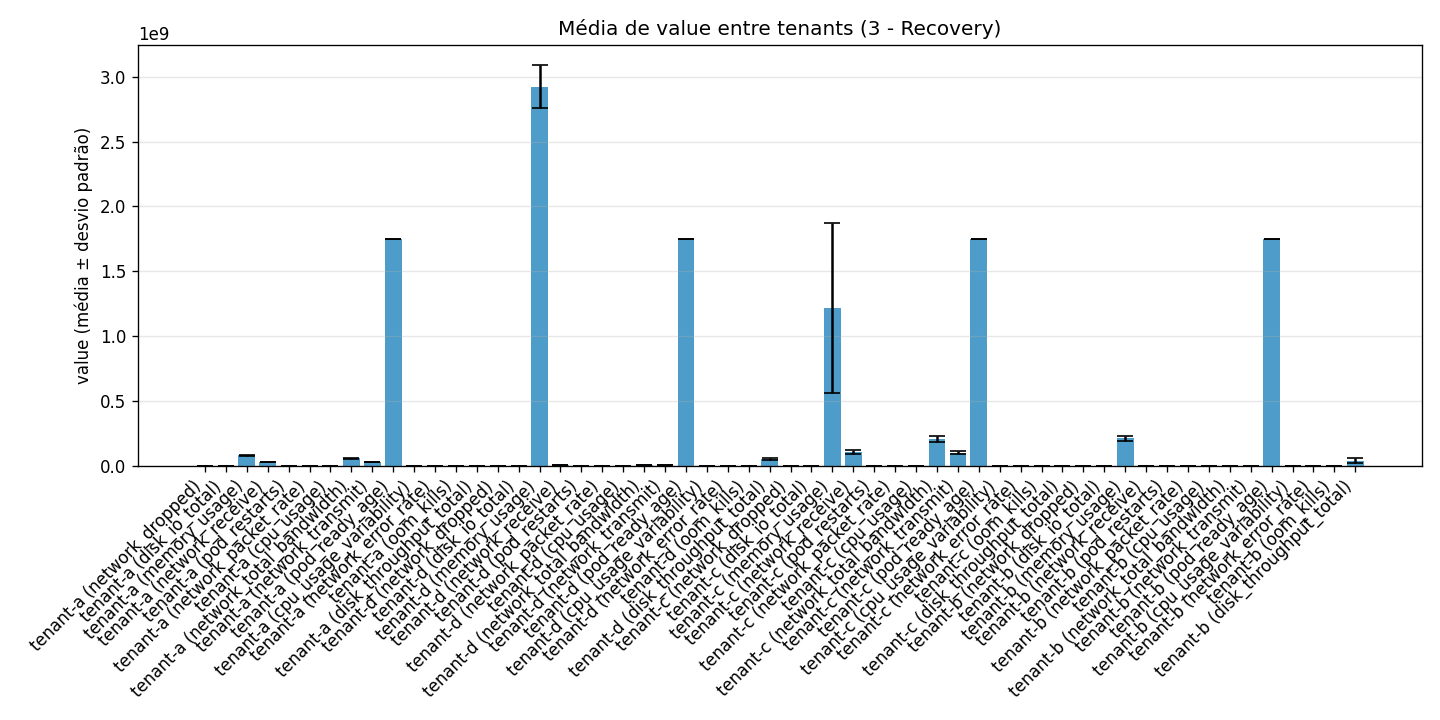 Média de value entre tenants (3 - Recovery)
1e9
value (média ± desvio padrão)
3.0
2.5
2.0
1.5
1.0
0.5
0.0
tenant-a (network_dropped)
tenant-a (disk_io_total)
tenant-a (memory_usage)
tenant-a (network_receive)
tenant-a (pod_restarts)
tenant-a (network_packet_rate)
tenant-a (cpu_usage)
tenant-a (network_total_bandwidth)
tenant-a (network_transmit)
tenant-a (pod_ready_age)
tenant-a (cpu_usage_variability)
tenant-a (network_error_rate)
tenant-a (oom_kills)
tenant-a (disk_throughput_total)
tenant-d (network_dropped)
tenant-d (disk_io_total)
tenant-d (memory_usage)
tenant-d (network_receive)
tenant-d (pod_restarts)
tenant-d (network_packet_rate)
tenant-d (cpu_usage)
tenant-d (network_total_bandwidth)
tenant-d (network_transmit)
tenant-d (pod_ready_age)
tenant-d (cpu_usage_variability)
tenant-d (network_error_rate)
tenant-d (oom_kills)
tenant-d (disk_throughput_total)
tenant-c (network_dropped)
tenant-c (disk_io_total)
tenant-c (memory_usage)
tenant-c (network_receive)
tenant-c (pod_restarts)
tenant-c (network_packet_rate)
tenant-c (cpu_usage)
tenant-c (network_total_bandwidth)
tenant-c (network_transmit)
tenant-c (pod_ready_age)
tenant-c (cpu_usage_variability)
tenant-c (network_error_rate)
tenant-c (oom_kills)
tenant-c (disk_throughput_total)
tenant-b (network_dropped)
tenant-b (disk_io_total)
tenant-b (memory_usage)
tenant-b (network_receive)
tenant-b (pod_restarts)
tenant-b (network_packet_rate)
tenant-b (cpu_usage)
tenant-b (network_total_bandwidth)
tenant-b (network_transmit)
tenant-b (pod_ready_age)
tenant-b (cpu_usage_variability)
tenant-b (network_error_rate)
tenant-b (oom_kills)
tenant-b (disk_throughput_total)